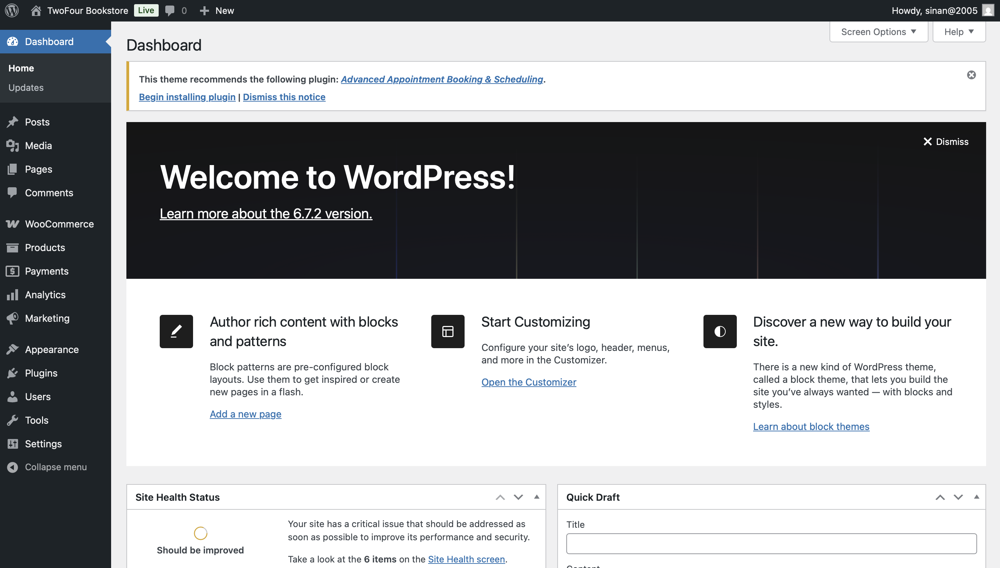 TwoFour Bookstore
Live
0
New
Howdy, sinan@2005
Dashboard
Home
Updates
Posts
Media
Pages
Comments
WooCommerce
Products
Payments
Analytics
Marketing
Appearance
Plugins
Users
Tools
Settings
Collapse menu
Screen Options
Help
Dashboard
This theme recommends the following plugin: Advanced Appointment Booking & Scheduling.
Begin installing plugin | Dismiss this notice
Dismiss
Welcome to WordPress!
Learn more about the 6.7.2 version.
Author rich content with blocks
and patterns
Block patterns are pre-configured block
layouts. Use them to get inspired or create
new pages in a flash.
Add a new page
Start Customizing
Configure your site’s logo, header, menus,
and more in the Customizer.
Open the Customizer
Discover a new way to build your
site.
There is a new kind of WordPress theme,
called a block theme, that lets you build the
site you’ve always wanted — with blocks and
styles.
Learn about block themes
Site Health Status
Should be improved
Your site has a critical issue that should be addressed as
soon as possible to improve its performance and security.
Take a look at the 6 items on the Site Health screen.
Quick Draft
Title